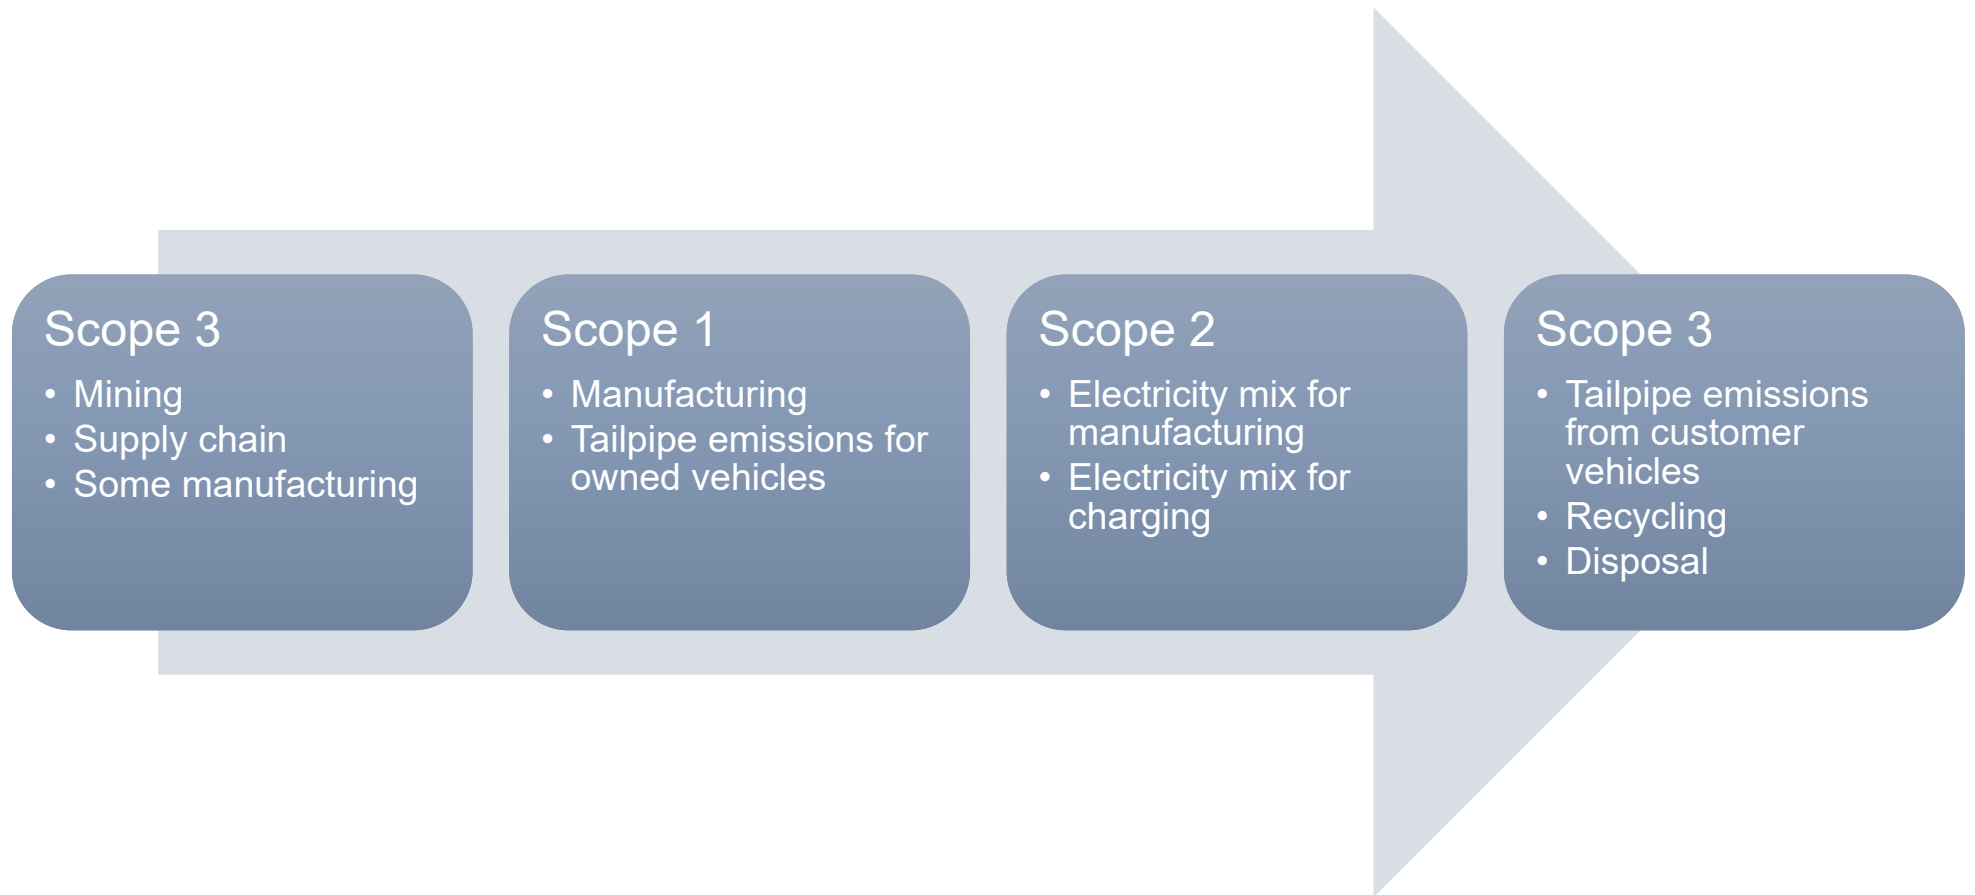 Scope 3
• Mining
• Supply chain
• Some manufacturing
Scope 1
• Manufacturing
• Tailpipe emissions for
owned vehicles
Scope 2
• Electricity mix for
manufacturing
• Electricity mix for
charging
Scope 3
• Tailpipe emissions
from customer
vehicles
• Recycling
• Disposal